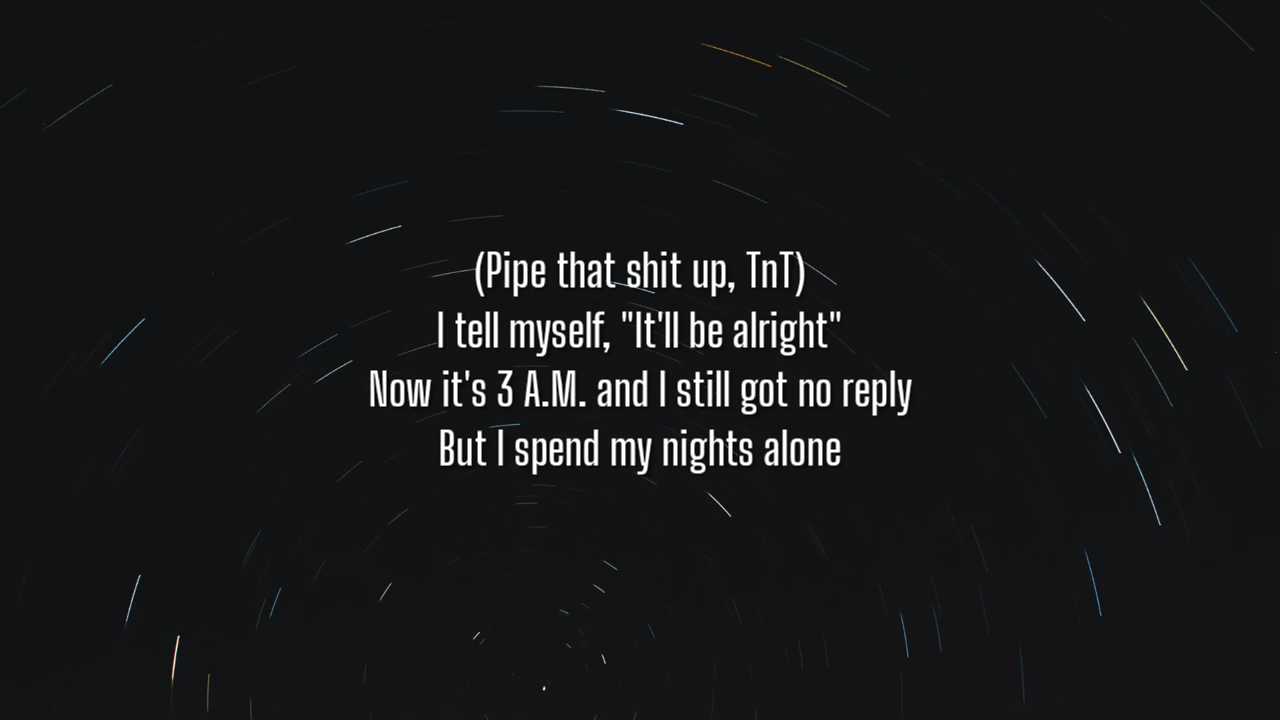 (Pipe that shit up, TnT)
I tell myself, "It'll be alright"
Now it's 3 A.M. and I still got no reply
But I spend my nights alone